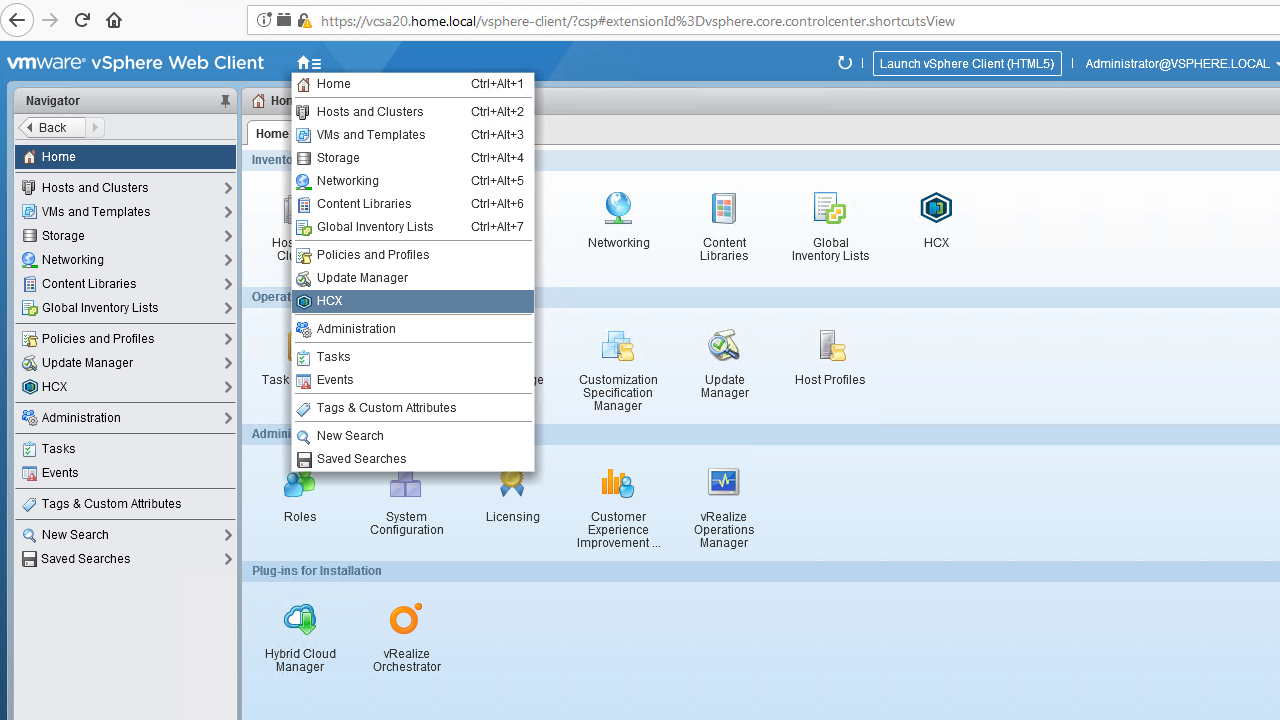 https://vcsa20.home.local/vsphere-client/?csp#extensionId%3Dvsphere.core.controlcenter.shortcutsView
vmware® vSphere Web Client
Launch vSphere Client (HTML5)
Administrator@VSPHERE.LOCAL
Navigator
Back
Home
Hosts and Clusters
VMs and Templates
Storage
Networking
Content Libraries
Global Inventory Lists
Policies and Profiles
Update Manager
HCX
Administration
Tasks
Events
Tags & Custom Attributes
New Search
Saved Searches
Home Ctrl+Alt+1
Hosts and Clusters Ctrl+Alt+2
VMs and Templates Ctrl+Alt+3
Storage Ctrl+Alt+4
Networking Ctrl+Alt+5
Content Libraries Ctrl+Alt+6
Global Inventory Lists Ctrl+Alt+7
Policies and Profiles
Update Manager
HCX
Administration
Tasks
Events
Tags & Custom Attributes
New Search
Saved Searches
Home
Networking
Content
Libraries
Global
Inventory Lists
HCX
Task
Customization
Specification
Manager
Update
Manager
Host Profiles
Roles
System
Configuration
Licensing
Customer
Experience
Improvement ...
vRealize
Operations
Manager
Plug-ins for Installation
Hybrid Cloud
Manager
vRealize
Orchestrator